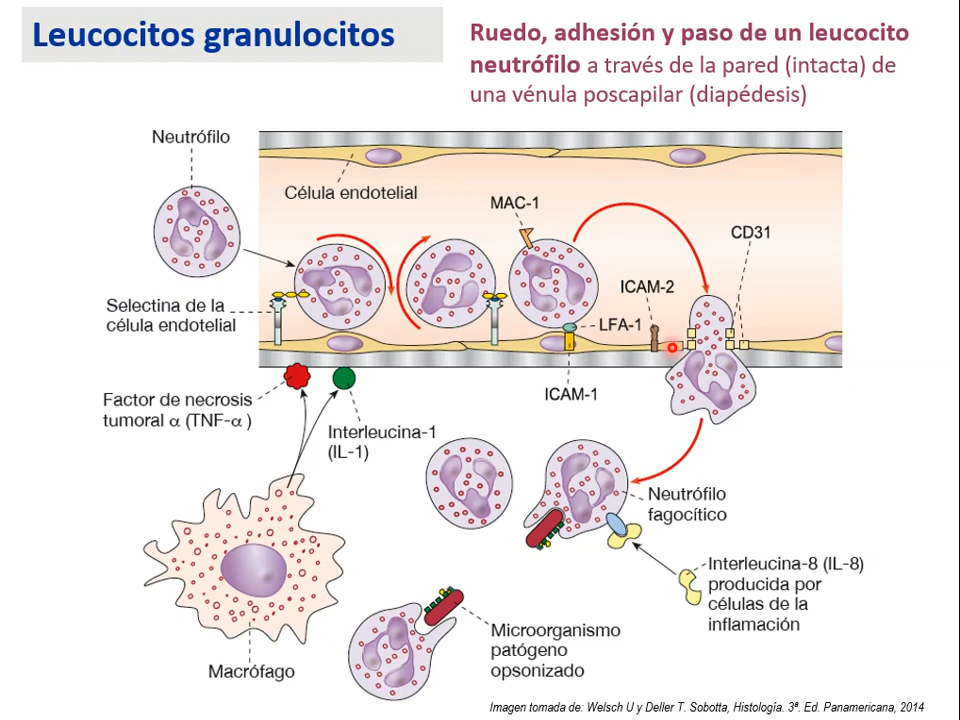 Leucocitos granulocitos
Ruedo, adhesión y paso de un leucocito
neutrófilo a través de la pared (intacta) de
una vénula poscapilar (diapédesis)
Neutrófilo
Célula endotelial
MAC-1
CD31
ICAM-2
Selectina de la
célula endotelial
LFA-1
ICAM-1
Factor de necrosis
tumoral α (TNF-α )
Interleucina-1
(IL-1)
Neutrófilo
fagocítico
Interleucina-8 (IL-8)
producida por
células de la
inflamación
Microorganismo
patógeno
opsonizado
Macrófago
Imagen tomada de: Welsch U y Deller T. Sobotta, Histología. 3ª. Ed. Panamericana, 2014